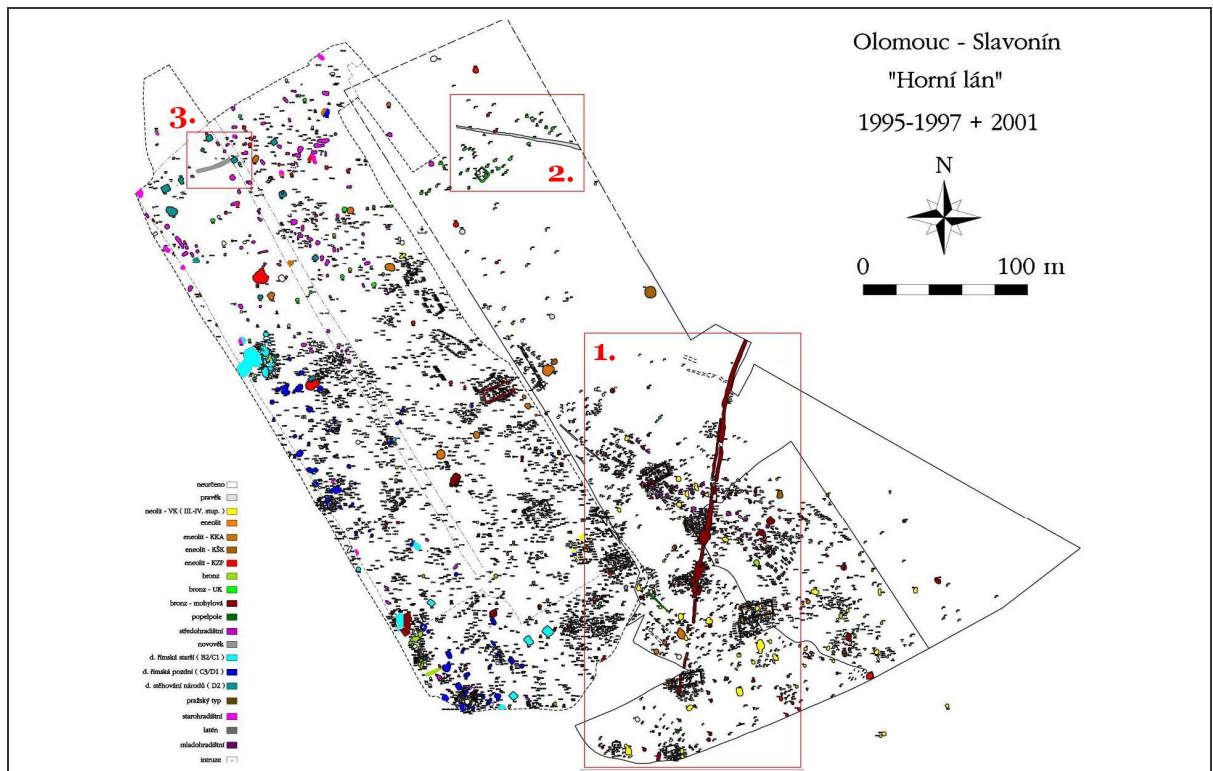 Olomouc - Slavonín
"Horní lán"
1995-1997 + 2001
N
0 100 m
3.
2.
1.
neurčeno
pravěk
neolit - VK ( III.-IV. stup. )
eneolit
eneolit - KKA
eneolit - KŠK
eneolit - KZP
bronz
bronz - UK
bronz - mohylová
popelpole
středohradištní
novověk
d. římská starší ( B2/C1 )
d. římská pozdní ( C3/D1 )
d. stěhování národů ( D2 )
pražský typ
starohradištní
latén
mladohradištní
intruze